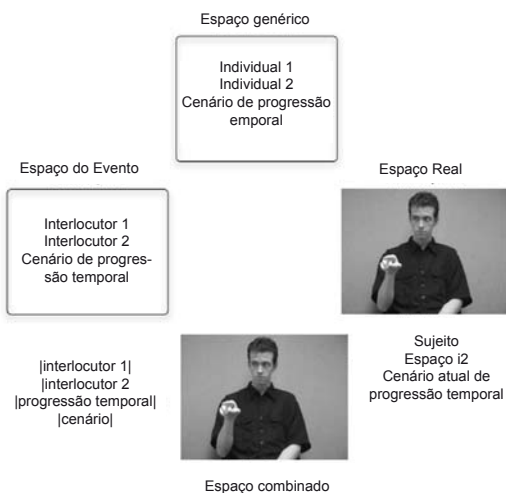 Espaço genérico
Individual 1
Individual 2
Cenário de progressão
emporal
Espaço do Evento
Espaço Real
Interlocutor 1
Interlocutor 2
Cenário de progres-
são temporal
Sujeito
Espaço i2
Cenário atual de
progressão temporal
|interlocutor 1|
|interlocutor 2
|progressão temporal|
|cenário|
Espaço combinado